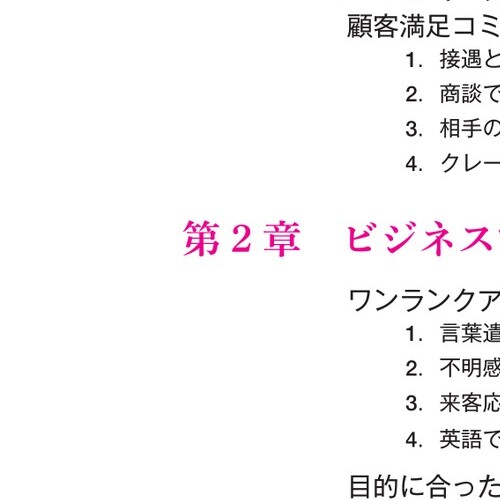 顧客満足コミ
1. 接遇と
2. 商談で
3. 相手の
4. クレー
第2章 ビジネス
ワンランクア
1. 言葉遣
2. 不明感
3. 来客応
4. 英語で
目的に合った